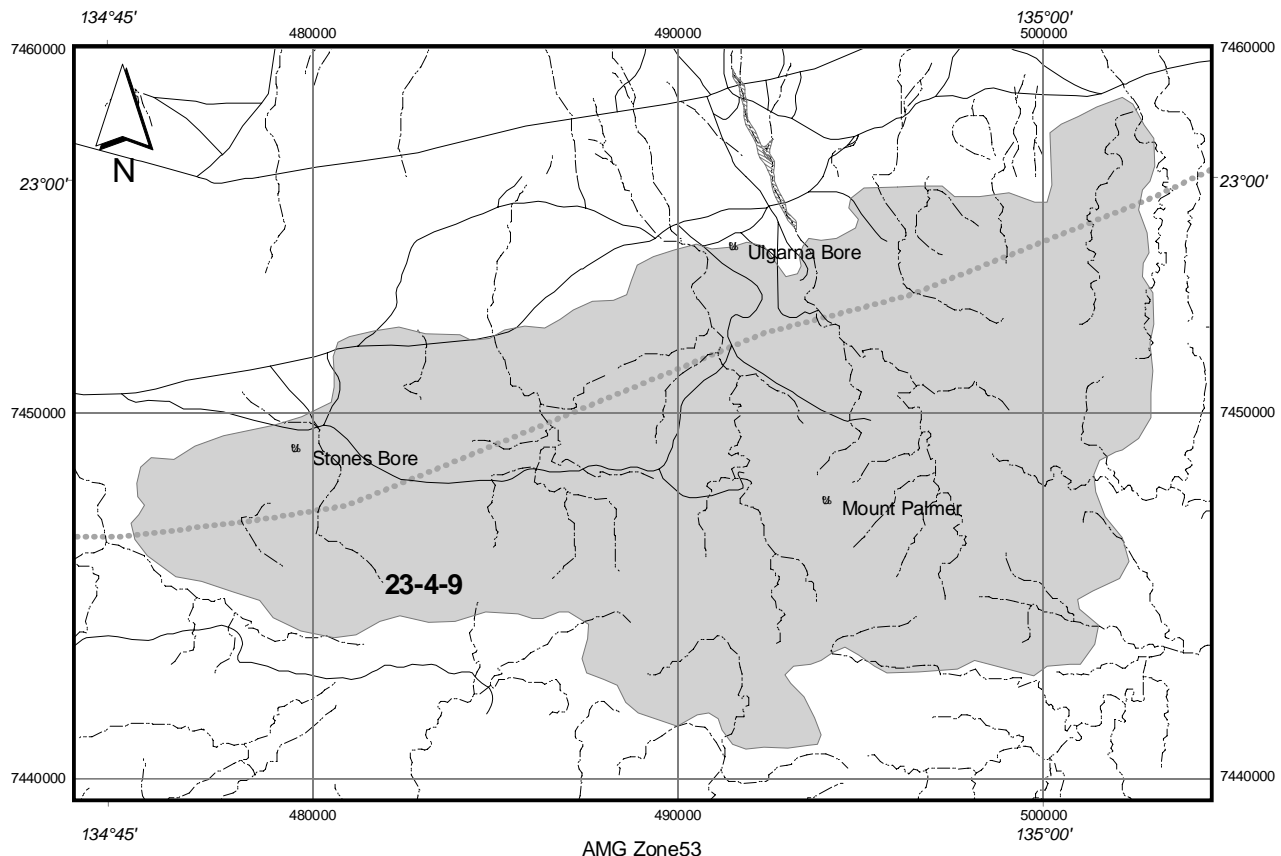 134°45' 135°00'
480000 490000 500000
7460000 7460000
N
23°00' 23°00'
Ulgarna Bore
7450000 7450000
Stones Bore
Mount Palmer
23-4-9
7440000 7440000
480000 490000 500000
134°45' 135°00'
AMG Zone53